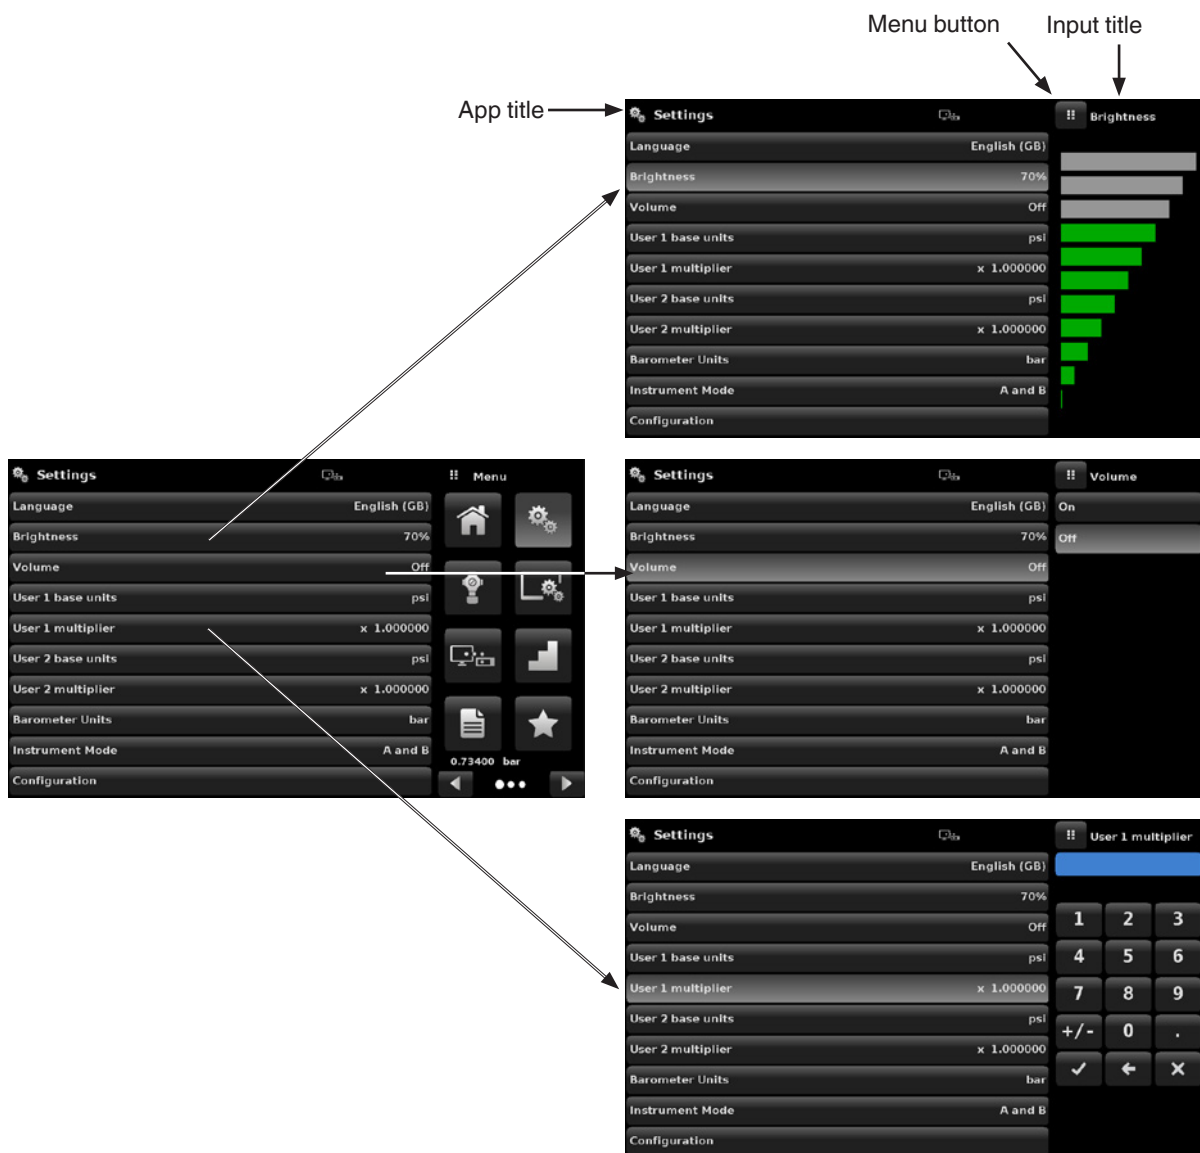 Menu button
Input title
App title
Settings
Brightness
Language English (GB)
Brightness 70%
Volume Off
User 1 base units psi
User 1 multiplier x 1.000000
User 2 base units psi
User 2 multiplier x 1.000000
Barometer Units bar
Instrument Mode A and B
Configuration
Settings
Menu
Language English (GB)
Brightness 70%
Volume Off
User 1 base units psi
User 1 multiplier x 1.000000
User 2 base units psi
User 2 multiplier x 1.000000
Barometer Units bar
Instrument Mode A and B
Configuration
0.73400 bar
Settings
Volume
Language English (GB)
Brightness 70%
Volume Off
User 1 base units psi
User 1 multiplier x 1.000000
User 2 base units psi
User 2 multiplier x 1.000000
Barometer Units bar
Instrument Mode A and B
Configuration
On
Off
Settings
User 1 multiplier
Language English (GB)
Brightness 70%
Volume Off
User 1 base units psi
User 1 multiplier x 1.000000
User 2 base units psi
User 2 multiplier x 1.000000
Barometer Units bar
Instrument Mode A and B
Configuration
1 2 3
4 5 6
7 8 9
+/- 0 .